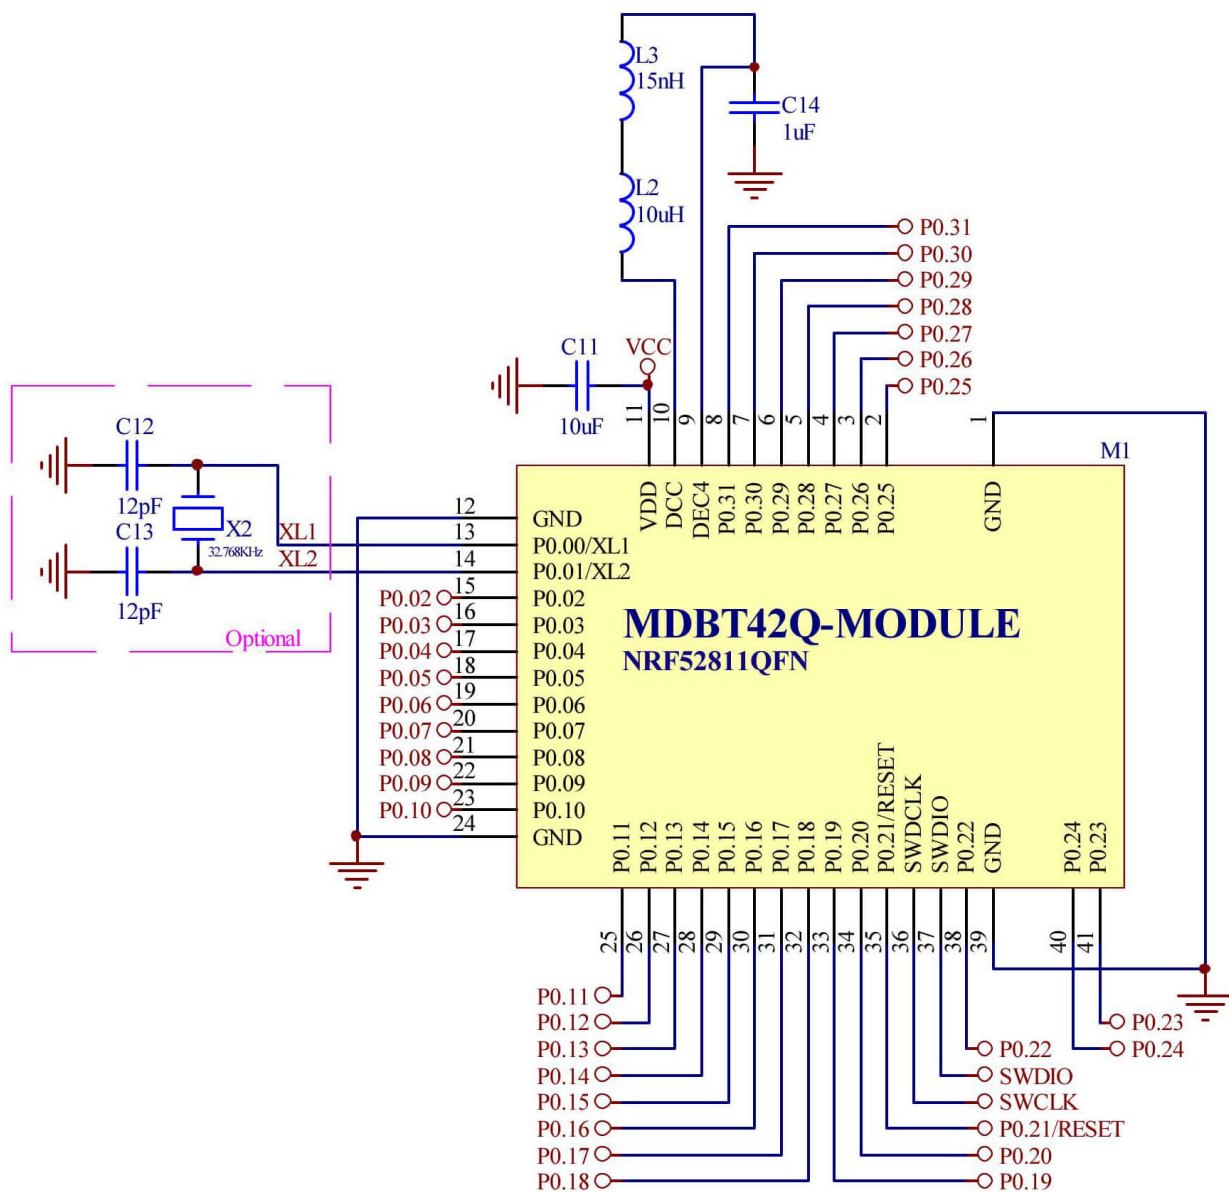 L3
15nH
C14
1uF
L2
10uH
P0.31
P0.30
P0.29
P0.28
P0.27
P0.26
P0.25
C11
10uF
VCC
11
10
9
8
7
6
5
4
3
2
1
M1
VDD
DCC
DEC4
P0.31
P0.30
P0.29
P0.28
P0.27
P0.26
P0.25
GND
C12
12pF
C13
12pF
X2
32.768KHz
XL1
XL2
Optional
12 GND
13 P0.00/XL1
14 P0.01/XL2
P0.02 15 P0.02
P0.03 16 P0.03
P0.04 17 P0.04
P0.05 18 P0.05
P0.06 19 P0.06
P0.07 20 P0.07
P0.08 21 P0.08
P0.09 22 P0.09
P0.10 23 P0.10
24 GND
MDBT42Q-MODULE
NRF52811QFN
P0.11
P0.12
P0.13
P0.14
P0.15
P0.16
P0.17
P0.18
P0.19
P0.20
P0.21/RESET
SWDCLK
SWDIO
P0.22
GND
P0.24
P0.23
25
26
27
28
29
30
31
32
33
34
35
36
37
38
39
40
41
P0.11
P0.12
P0.13
P0.14
P0.15
P0.16
P0.17
P0.18
P0.23
P0.24
P0.22
SWDIO
SWCLK
P0.21/RESET
P0.20
P0.19